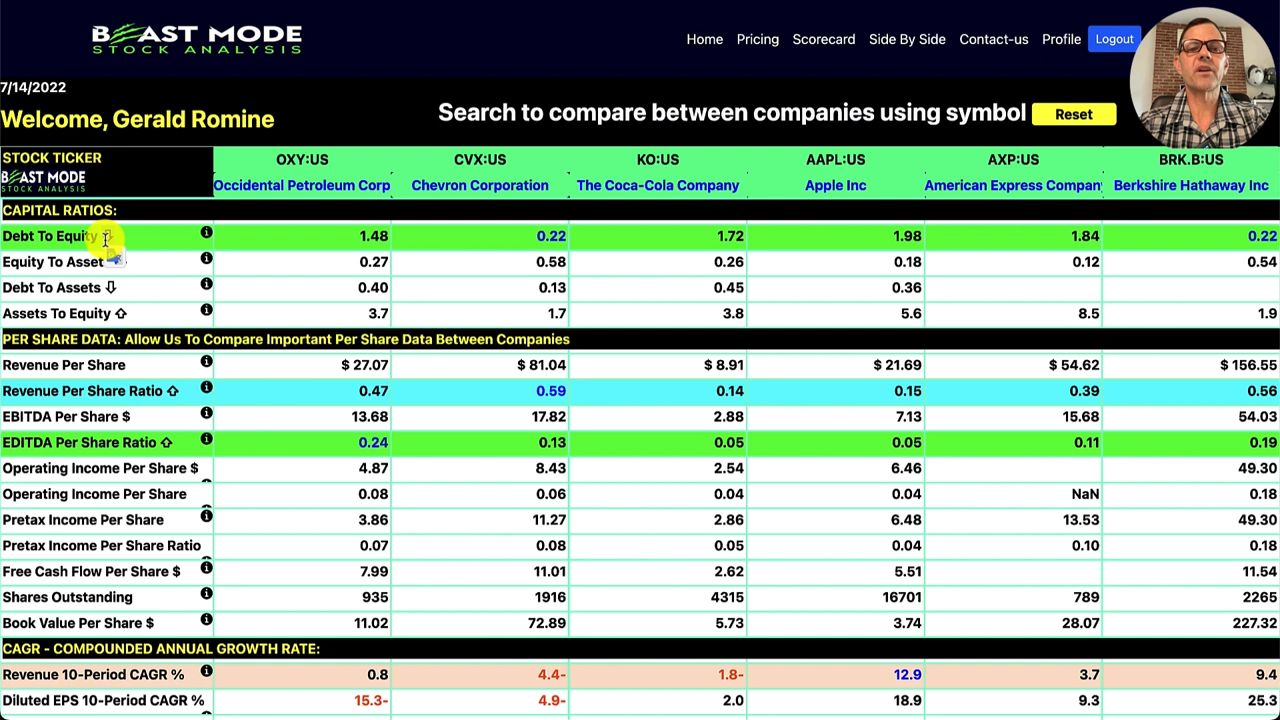 BEAST MODE
STOCK ANALYSIS
Home Pricing Scorecard Side By Side Contact-us Profile Logout
7/14/2022
Welcome, Gerald Romine
Search to compare between companies using symbol Reset
STOCK TICKER OXY:US CVX:US KO:US AAPL:US AXP:US BRK.B:US
BEAST MODE
STOCK ANALYSIS
Occidental Petroleum Corp Chevron Corporation The Coca-Cola Company Apple Inc American Express Company Berkshire Hathaway Inc
CAPITAL RATIOS:
Debt To Equity 1.48 0.22 1.72 1.98 1.84 0.22
Equity To Asset 0.27 0.58 0.26 0.18 0.12 0.54
Debt To Assets ⇩ 0.40 0.13 0.45 0.36
Assets To Equity ⇧ 3.7 1.7 3.8 5.6 8.5 1.9
PER SHARE DATA: Allow Us To Compare Important Per Share Data Between Companies
Revenue Per Share $ 27.07 $ 81.04 $ 8.91 $ 21.69 $ 54.62 $ 156.55
Revenue Per Share Ratio ⇧ 0.47 0.59 0.14 0.15 0.39 0.56
EBITDA Per Share $ 13.68 17.82 2.88 7.13 15.68 54.03
EDITDA Per Share Ratio ⇧ 0.24 0.13 0.05 0.05 0.11 0.19
Operating Income Per Share $ 4.87 8.43 2.54 6.46 49.30
Operating Income Per Share 0.08 0.06 0.04 0.04 NaN 0.18
Pretax Income Per Share 3.86 11.27 2.86 6.48 13.53 49.30
Pretax Income Per Share Ratio 0.07 0.08 0.05 0.04 0.10 0.18
Free Cash Flow Per Share $ 7.99 11.01 2.62 5.51 11.54
Shares Outstanding 935 1916 4315 16701 789 2265
Book Value Per Share $ 11.02 72.89 5.73 3.74 28.07 227.32
CAGR - COMPOUNDED ANNUAL GROWTH RATE:
Revenue 10-Period CAGR % 0.8 4.4- 1.8- 12.9 3.7 9.4
Diluted EPS 10-Period CAGR % 15.3- 4.9- 2.0 18.9 9.3 25.3